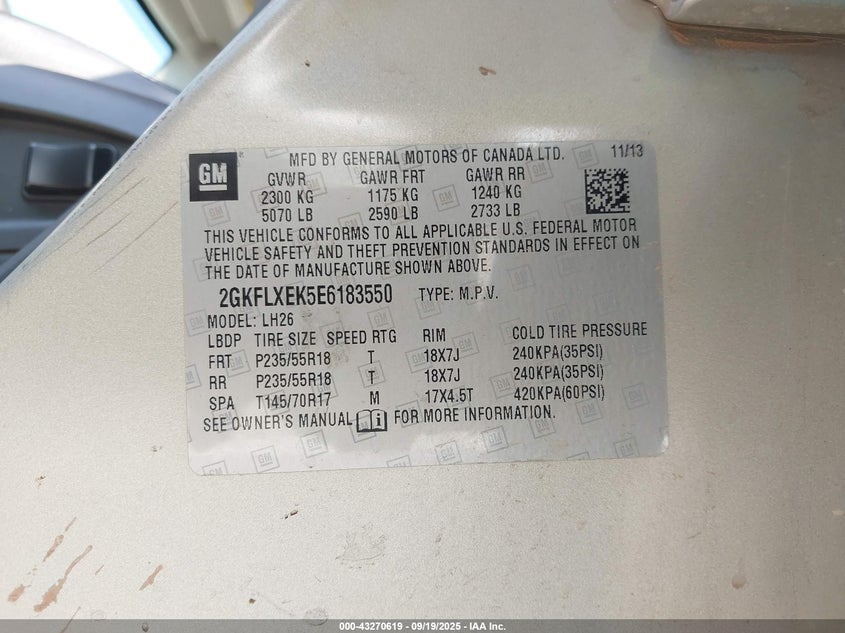 GM
MFD BY GENERAL MOTORS OF CANADA LTD. 11/13
GVWR GAWR FRT GAWR RR
2300 KG 1175 KG 1240 KG
5070 LB 2590 LB 2733 LB
THIS VEHICLE CONFORMS TO ALL APPLICABLE U.S. FEDERAL MOTOR
VEHICLE SAFETY AND THEFT PREVENTION STANDARDS IN EFFECT ON
THE DATE OF MANUFACTURE SHOWN ABOVE.
2GKFLXEK5E6183550 TYPE: M.P.V.
MODEL: LH26
LBDP TIRE SIZE SPEED RTG RIM COLD TIRE PRESSURE
FRT P235/55R18 T 18X7J 240KPA(35PSI)
RR P235/55R18 T 18X7J 240KPA(35PSI)
SPA T145/70R17 M 17X4.5T 420KPA(60PSI)
SEE OWNER'S MANUAL FOR MORE INFORMATION.
000-43270619 - 09/19/2025 - IAA Inc.